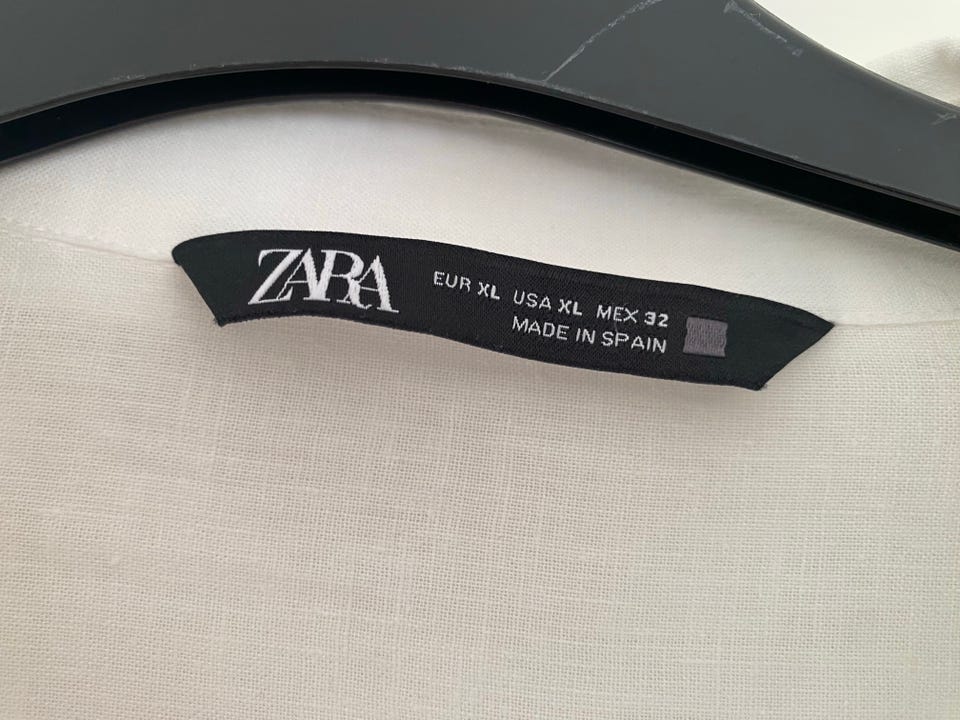 ZARA
EUR XL USA XL MEX 32
MADE IN SPAIN